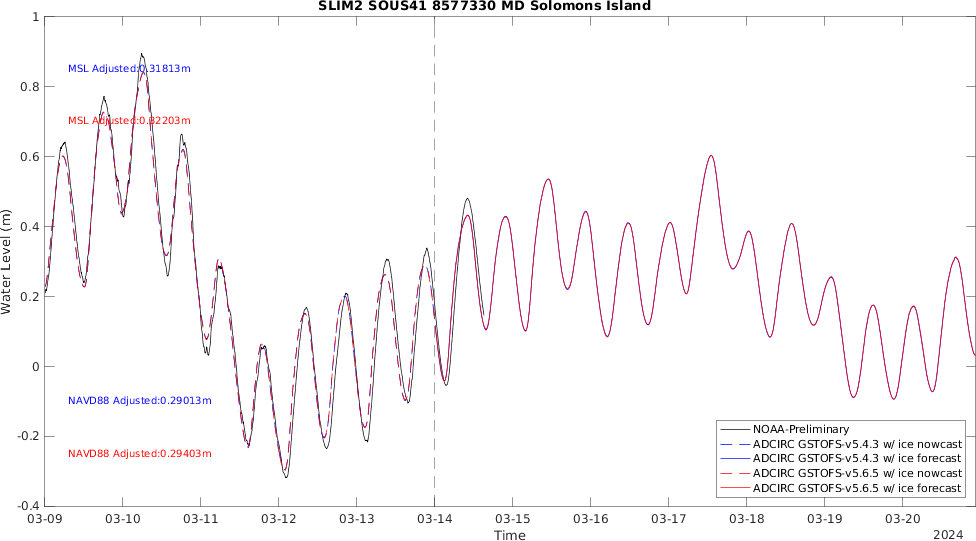 SLIM2 SOUS41 8577330 MD Solomons Island
Water Level (m)
1
0.8
0.6
0.4
0.2
0
-0.2
-0.4
MSL Adjusted:0.31813m
MSL Adjusted:0.32203m
NAVD88 Adjusted:0.29013m
NAVD88 Adjusted:0.29403m
NOAA-Preliminary
ADCIRC GSTOFS-v5.4.3 w/ ice nowcast
ADCIRC GSTOFS-v5.4.3 w/ ice forecast
ADCIRC GSTOFS-v5.6.5 w/ ice nowcast
ADCIRC GSTOFS-v5.6.5 w/ ice forecast
03-09 03-10 03-11 03-12 03-13 03-14 03-15 03-16 03-17 03-18 03-19 03-20
Time
2024